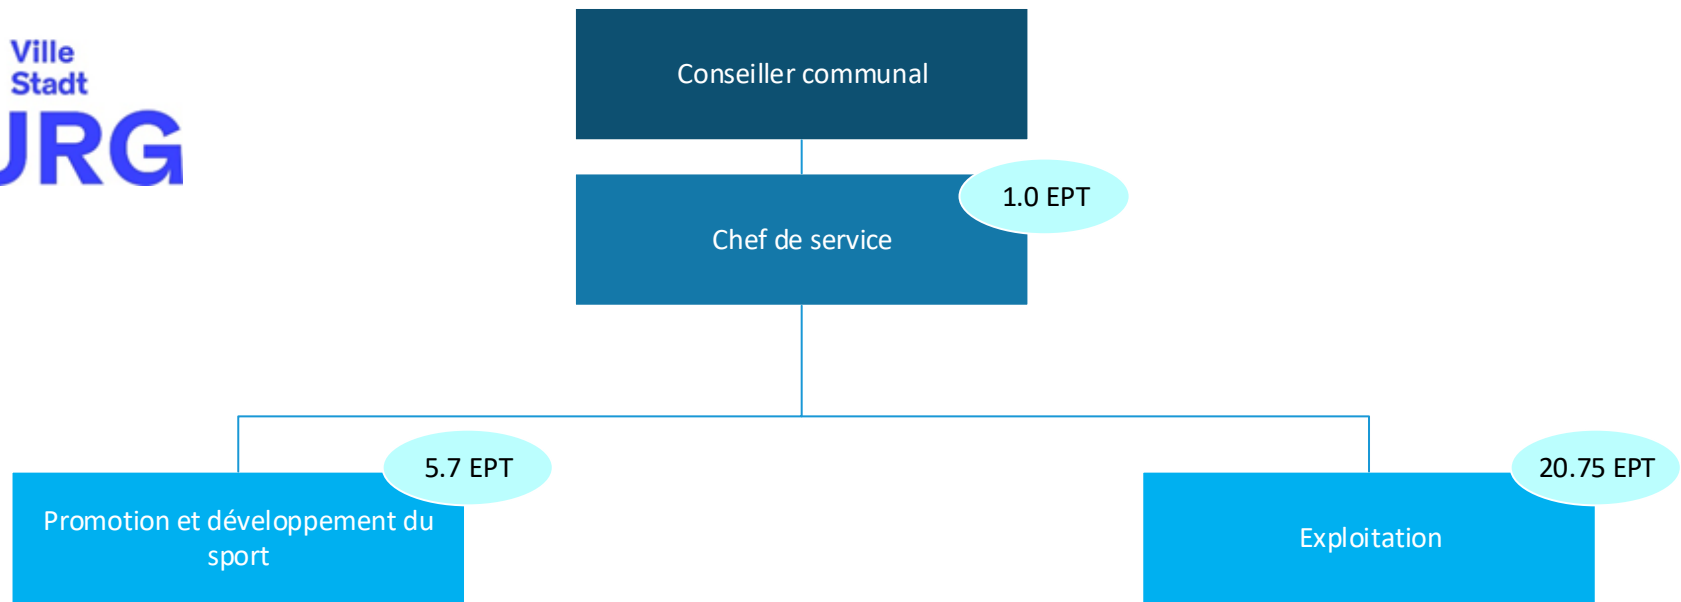 Ville
Stadt
URG
Conseiller communal
1.0 EPT
Chef de service
5.7 EPT
20.75 EPT
Promotion et développement du
sport
Exploitation